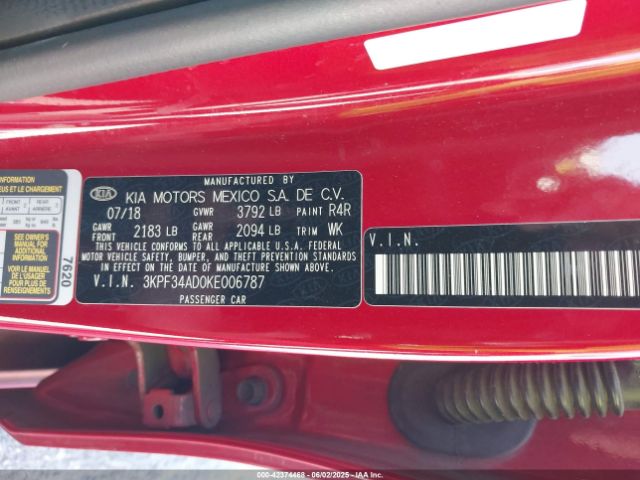 MANUFACTURED BY
KIA KIA MOTORS MEXICO S.A. DE C.V.
07/18 GVWR 3792 LB PAINT R4R
GAWR FRONT 2183 LB GAWR REAR 2094 LB TRIM WK
THIS VEHICLE CONFORMS TO ALL APPLICABLE U.S.A. FEDERAL
MOTOR VEHICLE SAFETY, BUMPER, AND THEFT PREVENTION STANDARDS
IN EFFECT ON THE DATE OF MANUFACTURE SHOWN ABOVE.
V.I.N. 3KPF34AD0KE006787
PASSENGER CAR
V.I.N.
INFORMATION
EUS ET LE CHARGEMENT
SEE OWNER'S
MANUAL FOR
ADDITIONAL
INFORMATION
VOIR LE MANUEL
DE L'USAGER
POUR PLUS DE
RENSEIGNEMENTS
7620
000-42374468 06/02/2025 IAA Inc.